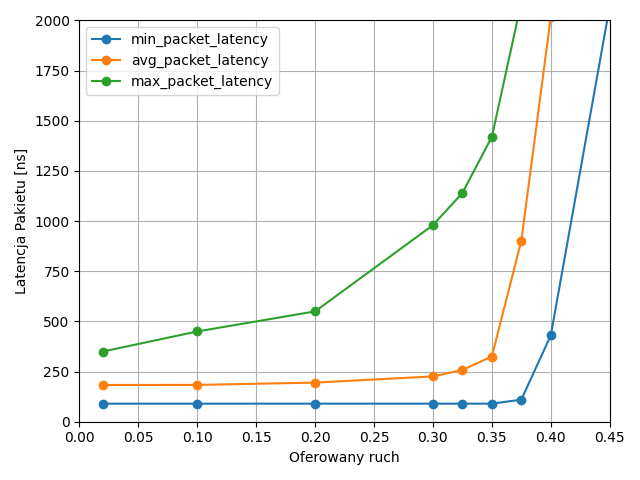 min_packet_latency
avg_packet_latency
max_packet_latency
Latencja Pakietu [ns]
2000
1750
1500
1250
1000
750
500
250
0
0.00 0.05 0.10 0.15 0.20 0.25 0.30 0.35 0.40 0.45
Oferowany ruch